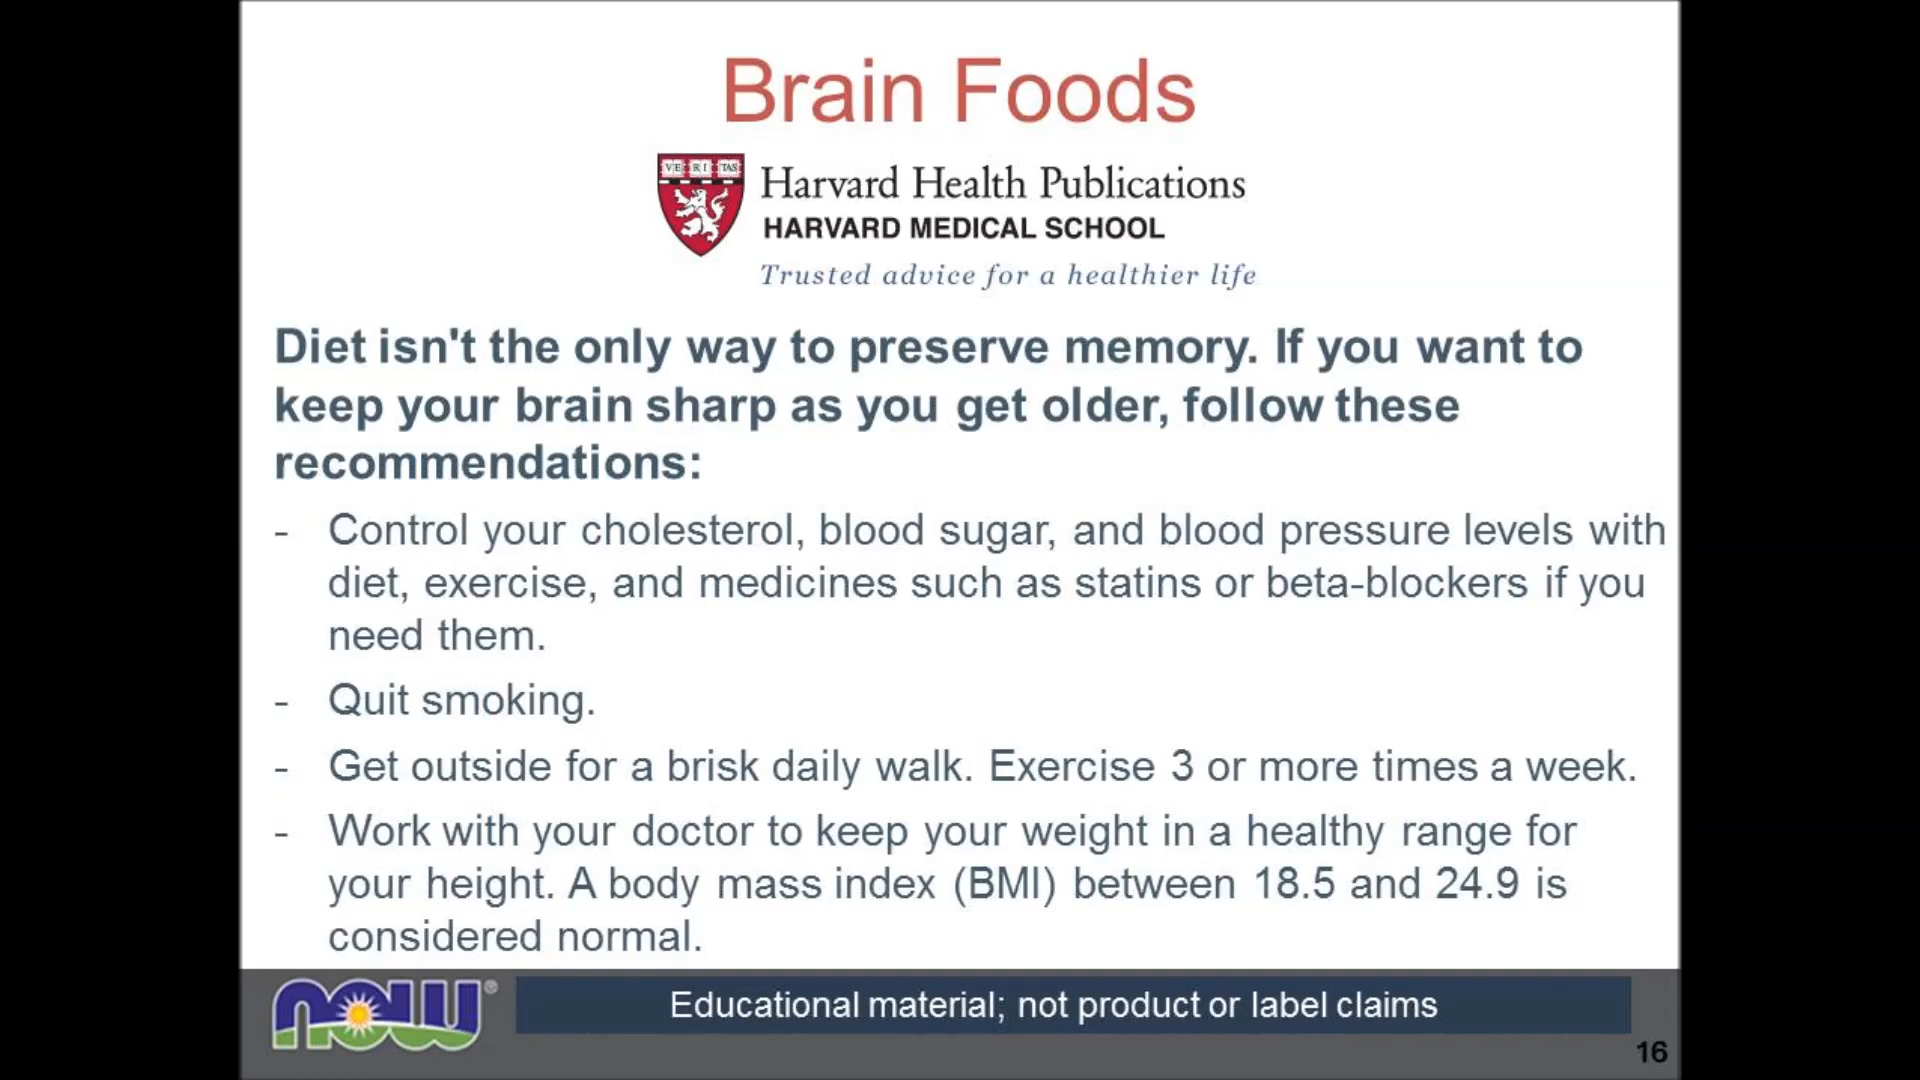 Brain Foods
VE RI TAS
Harvard Health Publications
HARVARD MEDICAL SCHOOL
Trusted advice for a healthier life
Diet isn't the only way to preserve memory. If you want to
keep your brain sharp as you get older, follow these
recommendations:
- Control your cholesterol, blood sugar, and blood pressure levels with
diet, exercise, and medicines such as statins or beta-blockers if you
need them.
- Quit smoking.
- Get outside for a brisk daily walk. Exercise 3 or more times a week.
- Work with your doctor to keep your weight in a healthy range for
your height. A body mass index (BMI) between 18.5 and 24.9 is
considered normal.
now®
Educational material; not product or label claims
16